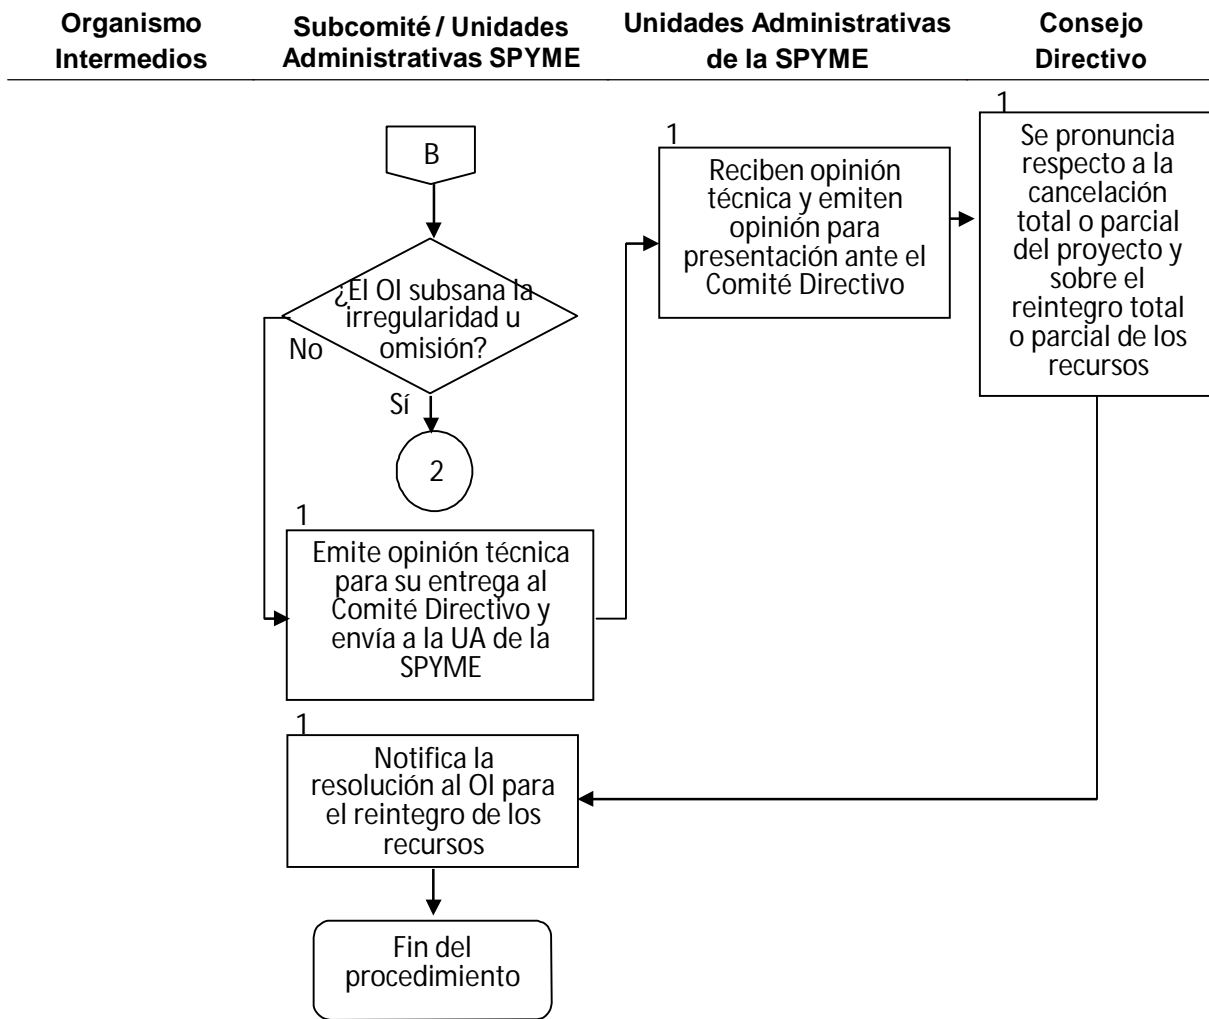 Organismo
Intermedios
Subcomité / Unidades
Administrativas SPYME
Unidades Administrativas
de la SPYME
Consejo
Directivo
B
¿El OI subsana la
irregularidad u
omisión?
No
Sí
2
1
Emite opinión técnica
para su entrega al
Comité Directivo y
envía a la UA de la
SPYME
1
Reciben opinión
técnica y emiten
opinión para
presentación ante el
Comité Directivo
1
Se pronuncia
respecto a la
cancelación
total o parcial
del proyecto y
sobre el
reintegro total
o parcial de los
recursos
1
Notifica la
resolución al OI para
el reintegro de los
recursos
Fin del
procedimiento